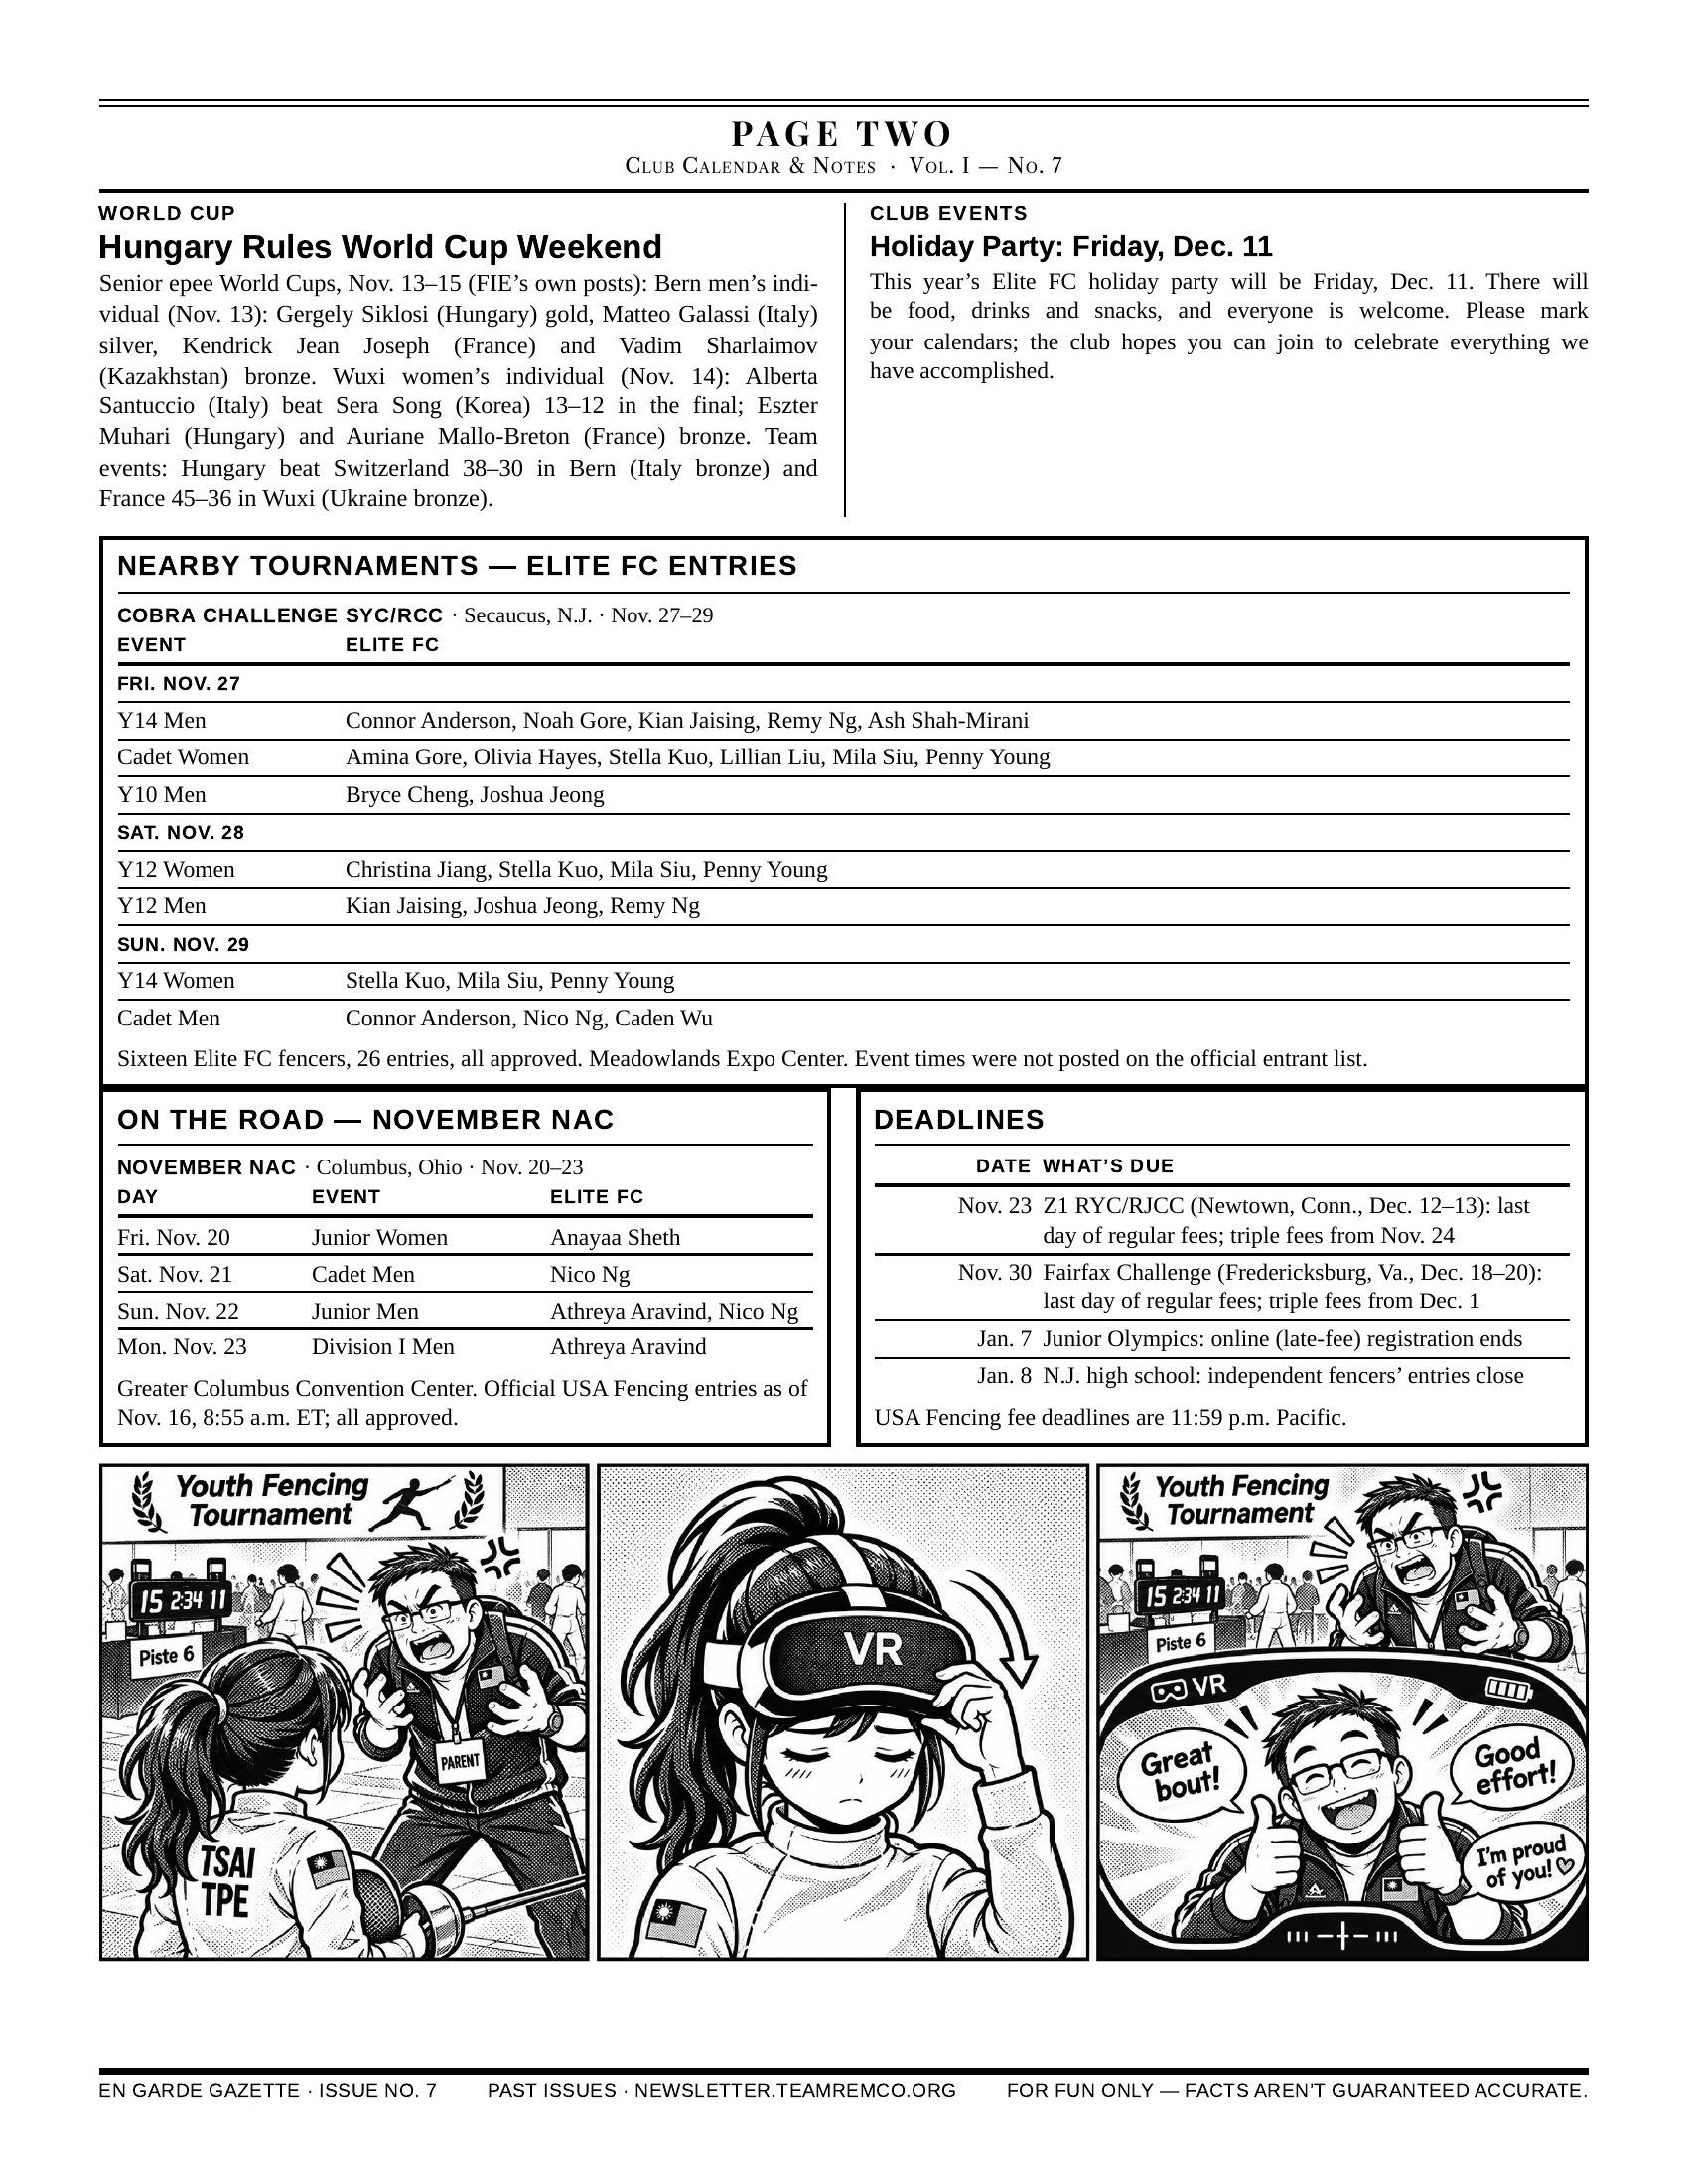 PAGE TWO
Club Calendar & Notes · Vol. I — No. 7
WORLD CUP
Hungary Rules World Cup Weekend
Senior epee World Cups, Nov. 13–15 (FIE’s own posts): Bern men’s indi-
vidual (Nov. 13): Gergely Siklosi (Hungary) gold, Matteo Galassi (Italy)
silver, Kendrick Jean Joseph (France) and Vadim Sharlaimov
(Kazakhstan) bronze. Wuxi women’s individual (Nov. 14): Alberta
Santuccio (Italy) beat Sera Song (Korea) 13–12 in the final; Eszter
Muhari (Hungary) and Auriane Mallo-Breton (France) bronze. Team
events: Hungary beat Switzerland 38–30 in Bern (Italy bronze) and
France 45–36 in Wuxi (Ukraine bronze).
CLUB EVENTS
Holiday Party: Friday, Dec. 11
This year’s Elite FC holiday party will be Friday, Dec. 11. There will
be food, drinks and snacks, and everyone is welcome. Please mark
your calendars; the club hopes you can join to celebrate everything we
have accomplished.
NEARBY TOURNAMENTS — ELITE FC ENTRIES
COBRA CHALLENGE SYC/RCC · Secaucus, N.J. · Nov. 27–29
EVENT ELITE FC
FRI. NOV. 27
Y14 Men Connor Anderson, Noah Gore, Kian Jaising, Remy Ng, Ash Shah-Mirani
Cadet Women Amina Gore, Olivia Hayes, Stella Kuo, Lillian Liu, Mila Siu, Penny Young
Y10 Men Bryce Cheng, Joshua Jeong
SAT. NOV. 28
Y12 Women Christina Jiang, Stella Kuo, Mila Siu, Penny Young
Y12 Men Kian Jaising, Joshua Jeong, Remy Ng
SUN. NOV. 29
Y14 Women Stella Kuo, Mila Siu, Penny Young
Cadet Men Connor Anderson, Nico Ng, Caden Wu
Sixteen Elite FC fencers, 26 entries, all approved. Meadowlands Expo Center. Event times were not posted on the official entrant list.
ON THE ROAD — NOVEMBER NAC
NOVEMBER NAC · Columbus, Ohio · Nov. 20–23
DAY EVENT ELITE FC
Fri. Nov. 20 Junior Women Anayaa Sheth
Sat. Nov. 21 Cadet Men Nico Ng
Sun. Nov. 22 Junior Men Athreya Aravind, Nico Ng
Mon. Nov. 23 Division I Men Athreya Aravind
Greater Columbus Convention Center. Official USA Fencing entries as of
Nov. 16, 8:55 a.m. ET; all approved.
DEADLINES
DATE WHAT’S DUE
Nov. 23 Z1 RYC/RJCC (Newtown, Conn., Dec. 12–13): last
day of regular fees; triple fees from Nov. 24
Nov. 30 Fairfax Challenge (Fredericksburg, Va., Dec. 18–20):
last day of regular fees; triple fees from Dec. 1
Jan. 7 Junior Olympics: online (late-fee) registration ends
Jan. 8 N.J. high school: independent fencers’ entries close
USA Fencing fee deadlines are 11:59 p.m. Pacific.
Youth Fencing
Tournament
15 2:34 11
Piste 6
PARENT
TSAI
TPE
VR
Youth Fencing
Tournament
15 2:34 11
Piste 6
VR
Great
bout!
Good
effort!
I’m proud
of you!
EN GARDE GAZETTE · ISSUE NO. 7 PAST ISSUES · NEWSLETTER.TEAMREMCO.ORG FOR FUN ONLY — FACTS AREN’T GUARANTEED ACCURATE.